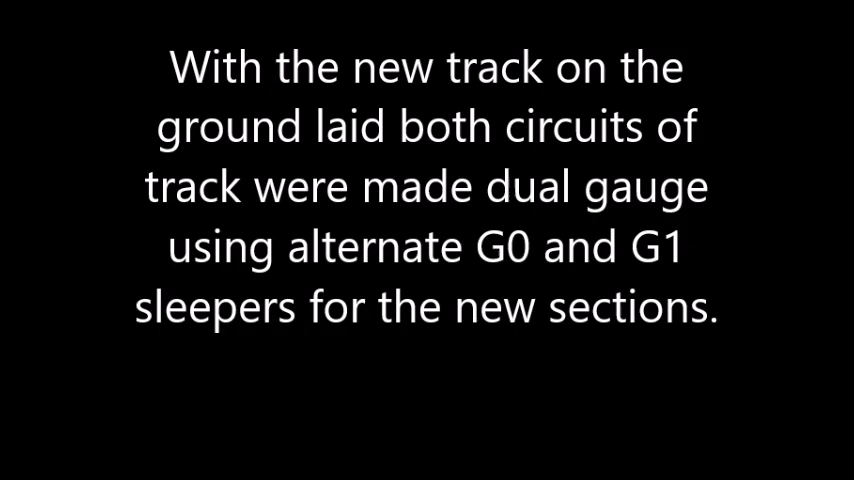 With the new track on the
ground laid both circuits of
track were made dual gauge
using alternate G0 and G1
sleepers for the new sections.